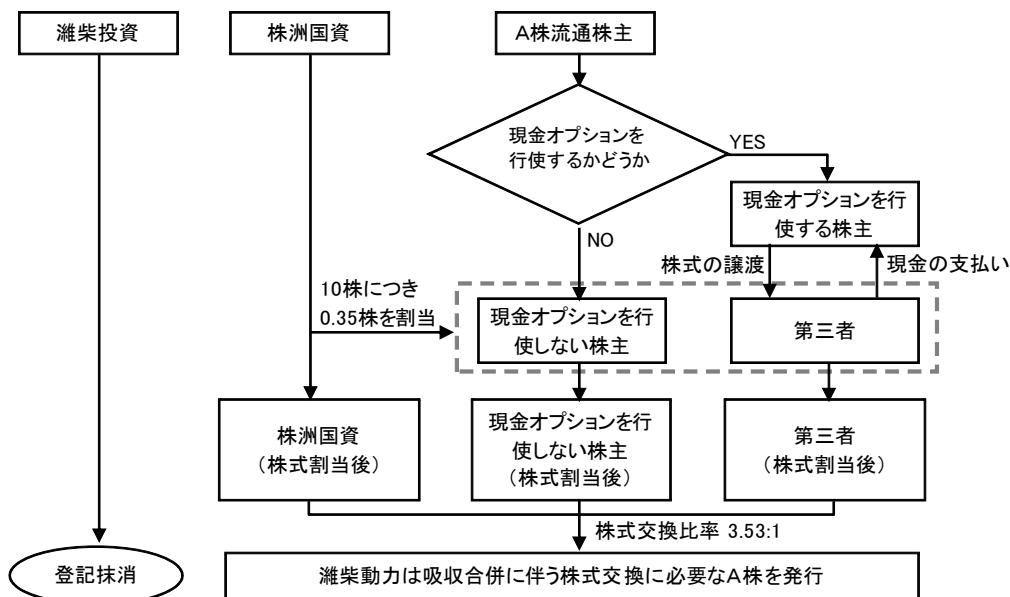 濰柴投資
株洲国資
A株流通株主
現金オプションを
行使するかどうか
YES
現金オプションを行
使する株主
NO
株式の譲渡
現金の支払い
10株につき
0.35株を割当
現金オプションを行
使しない株主
第三者
株洲国資
（株式割当後）
現金オプションを行
使しない株主
（株式割当後）
第三者
（株式割当後）
株式交換比率 3.53:1
登記抹消
濰柴動力は吸収合併に伴う株式交換に必要なA株を発行